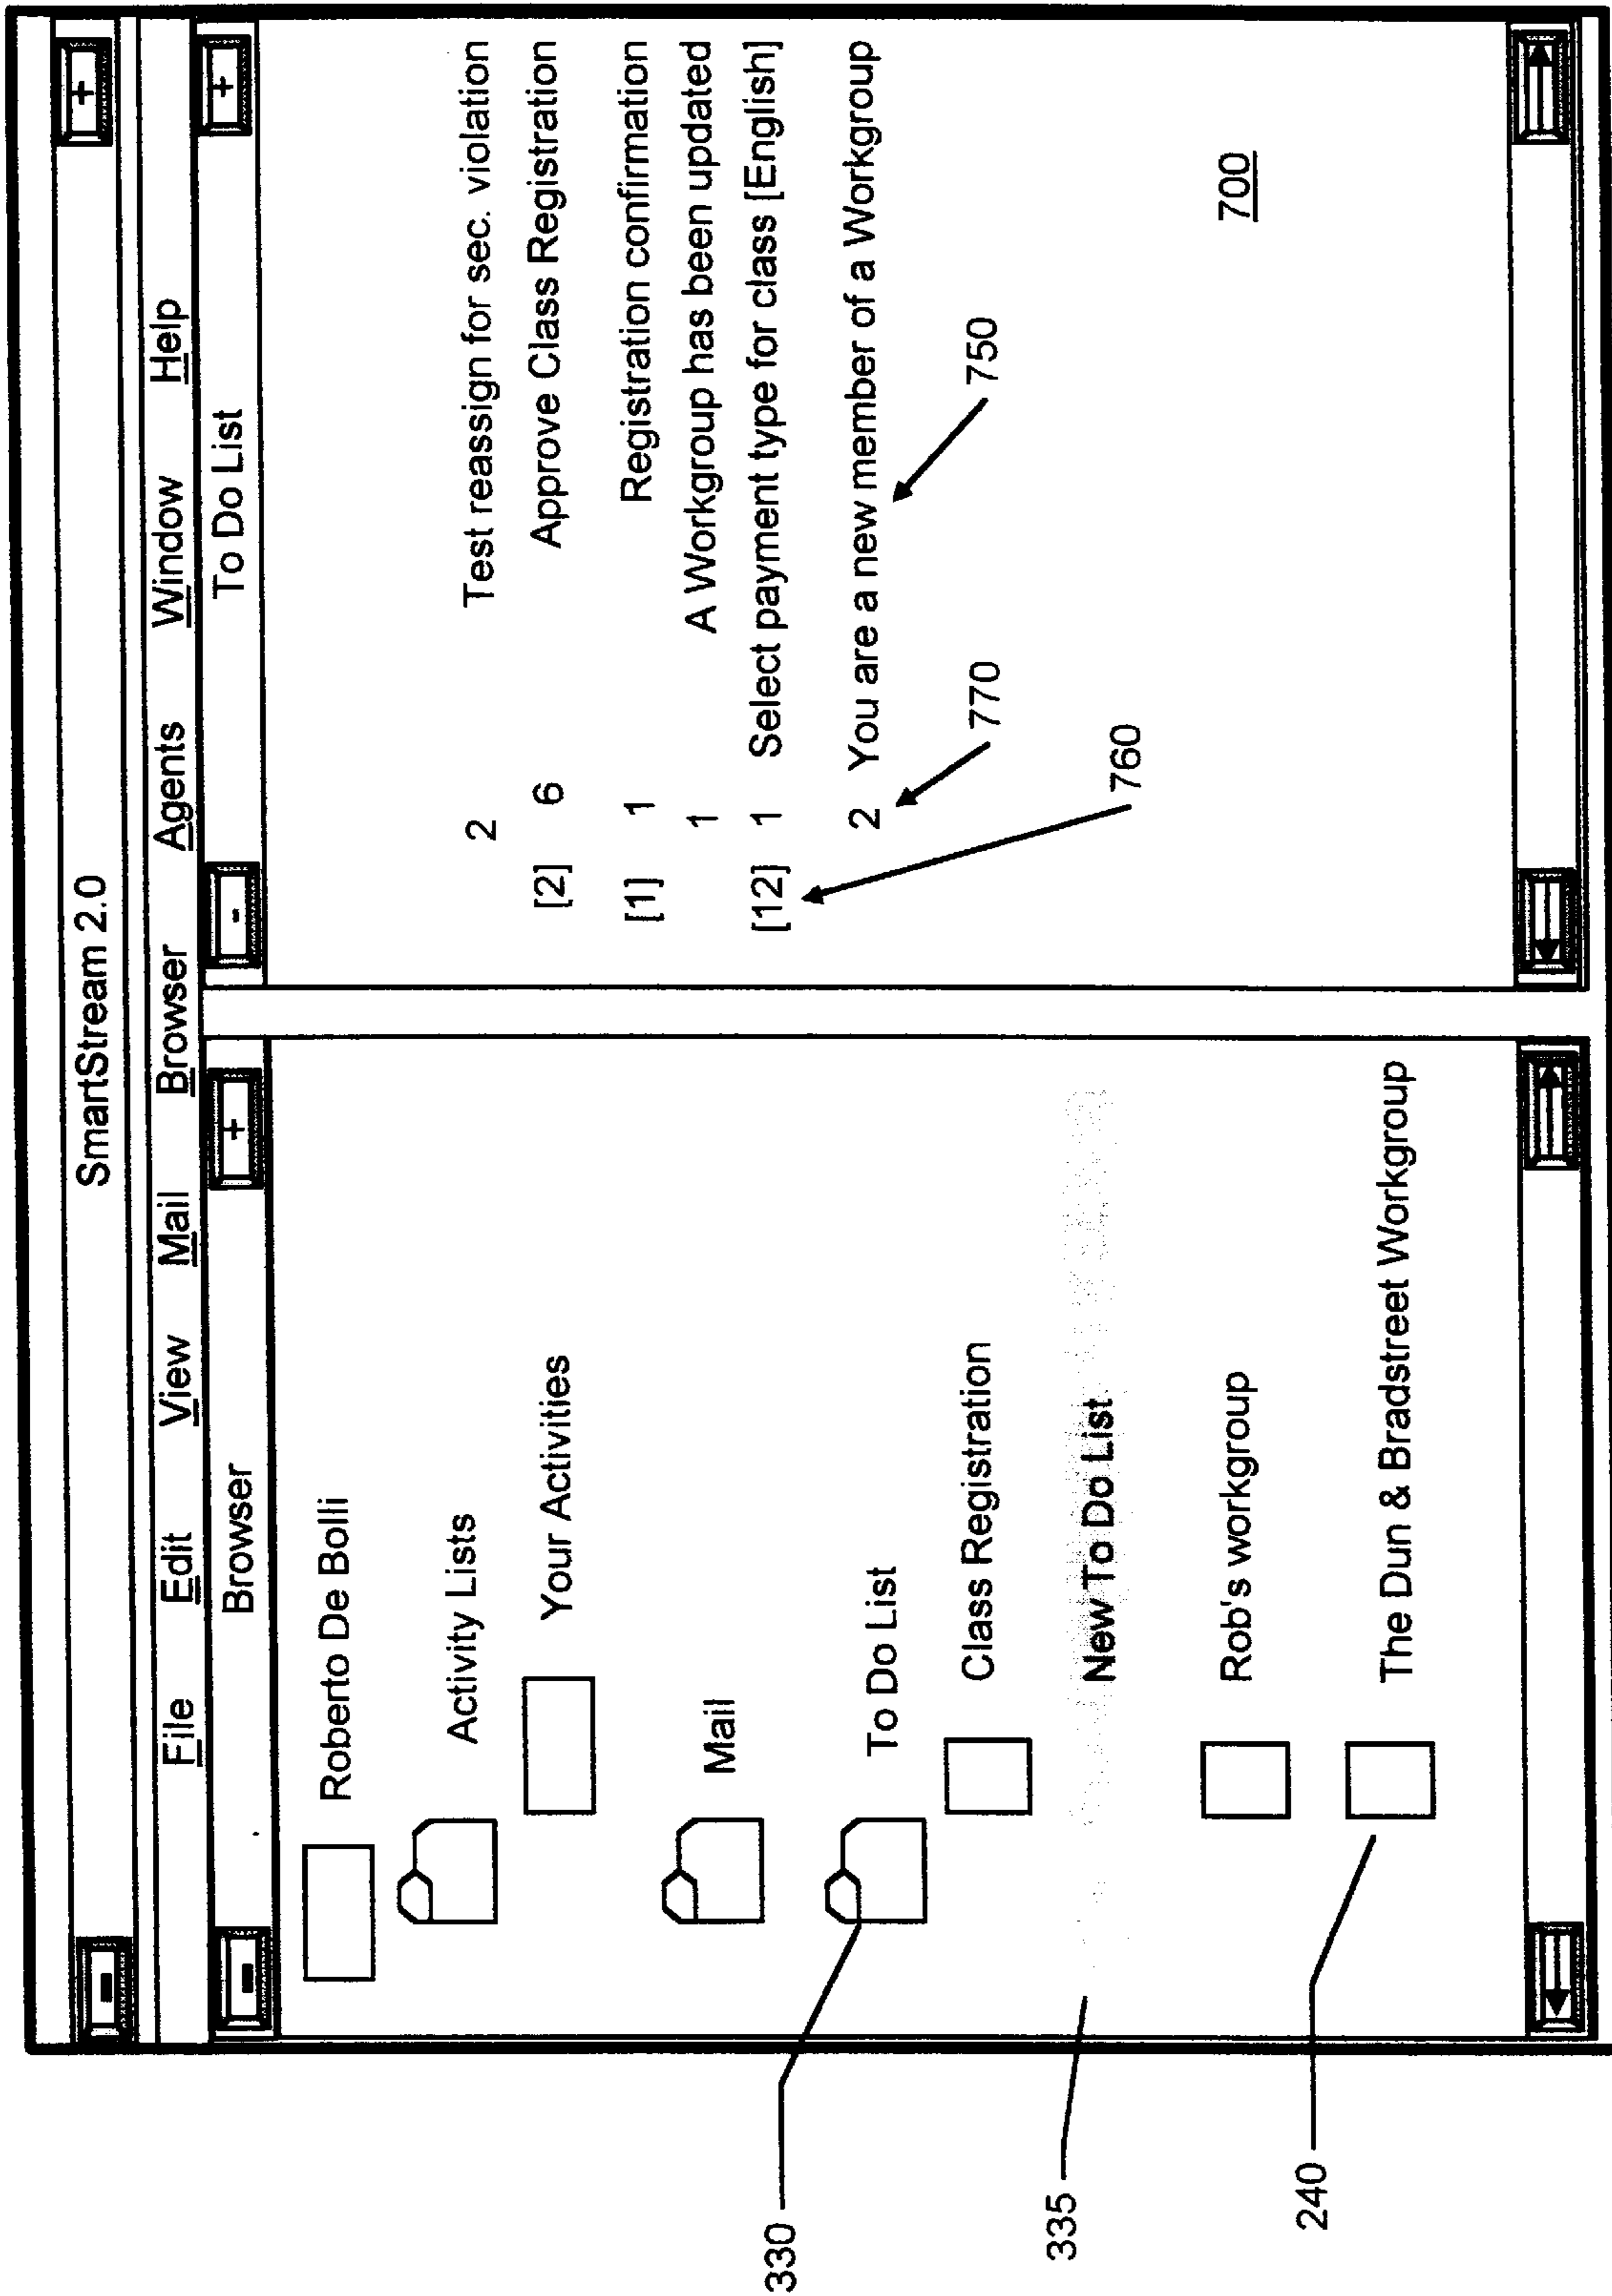 SmartStream 2.0
+
File Edit View Mail Browser Agents Window Help
Browser
+
-
To Do List
+
Roberto De Bolli
Activity Lists
Your Activities
Mail
To Do List
Class Registration
New To Do List
Rob's workgroup
The Dun & Bradstreet Workgroup
2 Test reassign for sec. violation
[2] 6 Approve Class Registration
[1] 1 Registration confirmation
1 A Workgroup has been updated
[12] 1 Select payment type for class [English]
2 You are a new member of a Workgroup
750
770
760
700
330
335
240